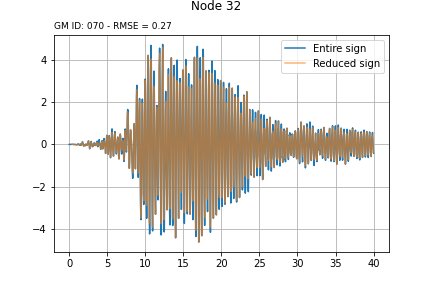 Node 32
GM ID: 070 - RMSE = 0.27
Entire sign
Reduced sign
4
2
0
−2
−4
0 5 10 15 20 25 30 35 40